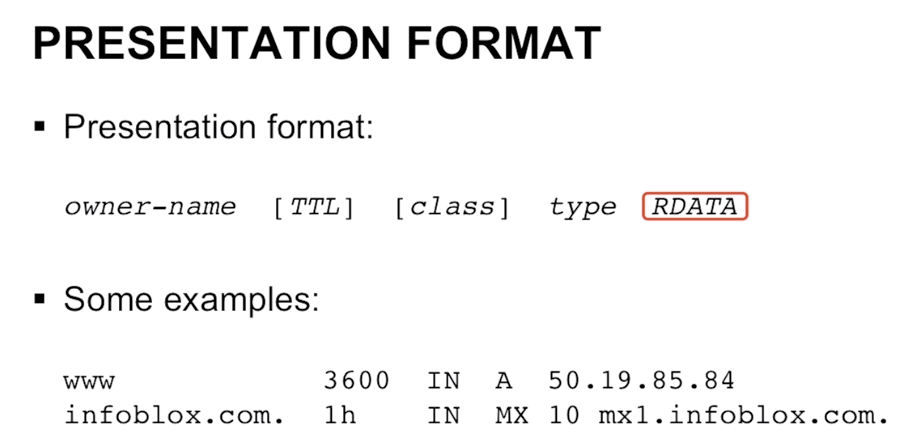 PRESENTATION FORMAT
▪ Presentation format:
owner-name [TTL] [class] type RDATA
▪ Some examples:
www 3600 IN A 50.19.85.84
infoblox.com. 1h IN MX 10 mx1.infoblox.com.